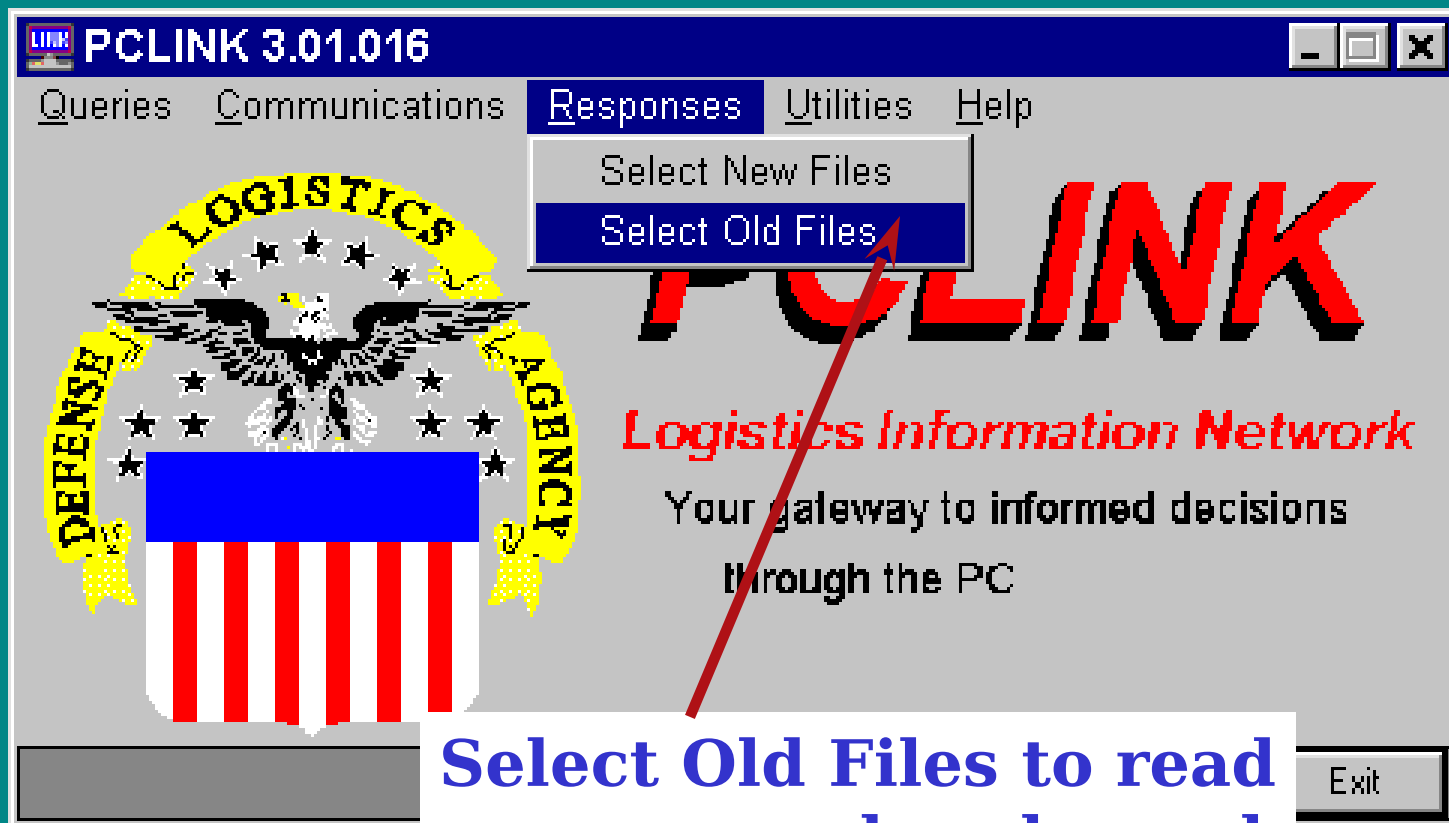 LINK
PCLINK 3.01.016
Queries Communications Responses Utilities Help
Select New Files
Select Old Files
LOGISTICS
DEFENSE
AGENCY
PCLINK
Logistics Information Network
Your gateway to informed decisions
through the PC
Select Old Files to read
Exit